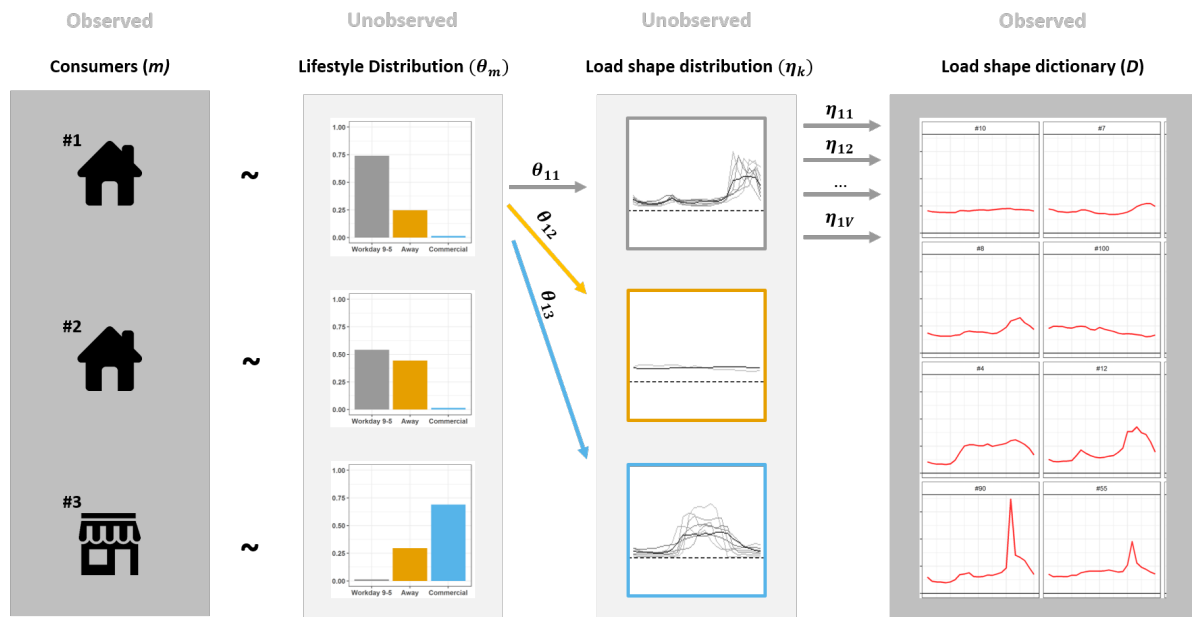 Observed
Unobserved
Unobserved
Observed
Consumers (m)
Lifestyle Distribution (θm)
Load shape distribution (ηk)
Load shape dictionary (D)
#1
~
1.00
0.75
0.50
0.25
0.00
Workday 9-5 Away Commercial
θ11
θ12
θ13
η11
η12
...
η1V
#10
#7
#8
#100
#4
#12
#90
#55
#2
~
1.00
0.75
0.50
0.25
0.00
Workday 9-5 Away Commercial
#3
~
1.00
0.75
0.50
0.25
0.00
Workday 9-5 Away Commercial